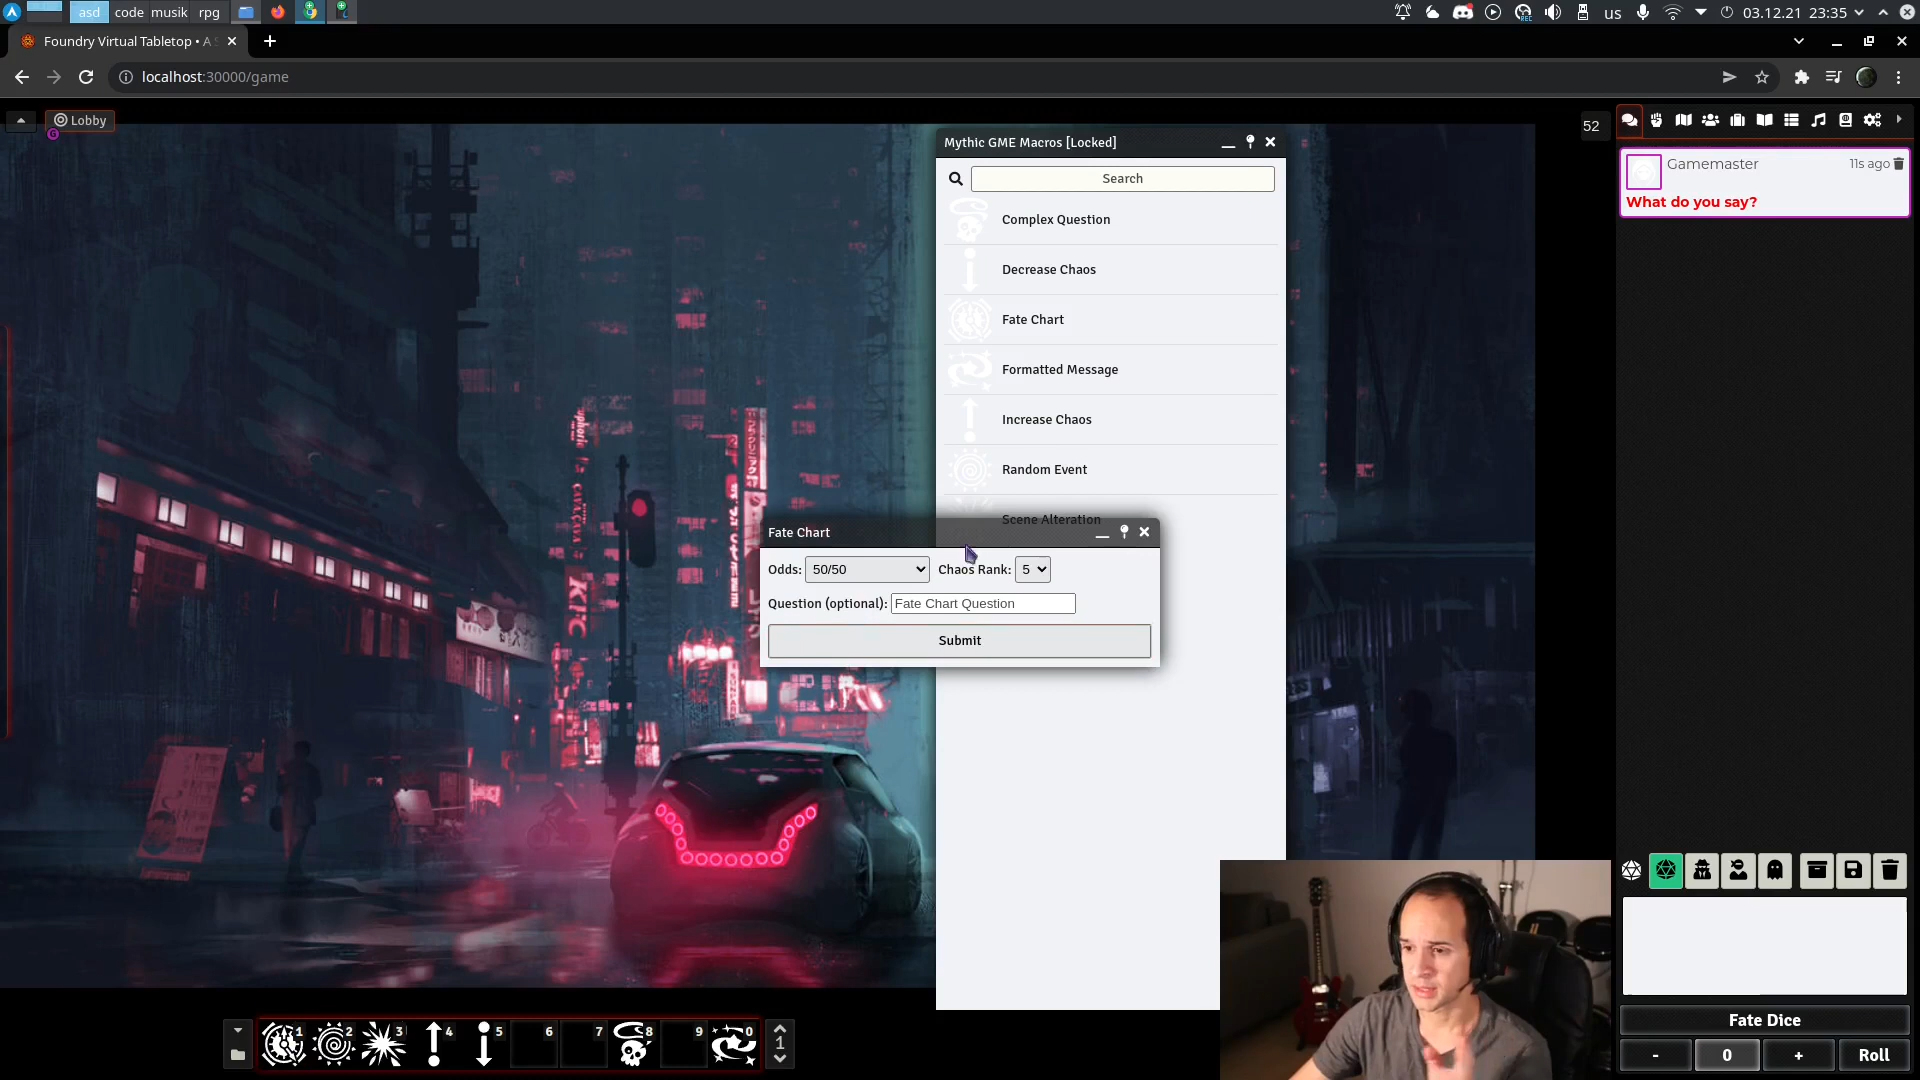 asd code musik rpg
us
03.12.21 23:35
Foundry Virtual Tabletop • A
localhost:30000/game
Lobby
G
52
Mythic GME Macros [Locked]
Search
Complex Question
Decrease Chaos
Fate Chart
Formatted Message
Increase Chaos
Random Event
Scene Alteration
Fate Chart
Odds: 50/50 Chaos Rank: 5
Question (optional): Fate Chart Question
Submit
Gamemaster 11s ago
What do you say?
KIC
1 2 3 4 5 6 7 8 9 0
1
Fate Dice
- 0 + Roll